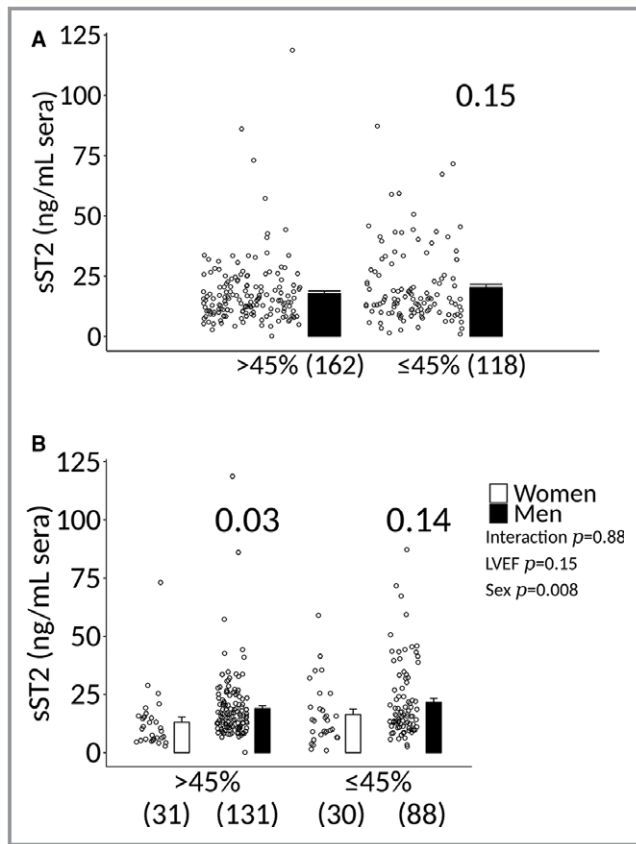 A
125
100
75
50
25
0
sST2 (ng/mL sera)
0.15
>45% (162) ≤45% (118)
B
125
100
75
50
25
0
sST2 (ng/mL sera)
0.03 0.14
Women
Men
Interaction p=0.88
LVEF p=0.15
Sex p=0.008
>45% ≤45%
(31) (131) (30) (88)